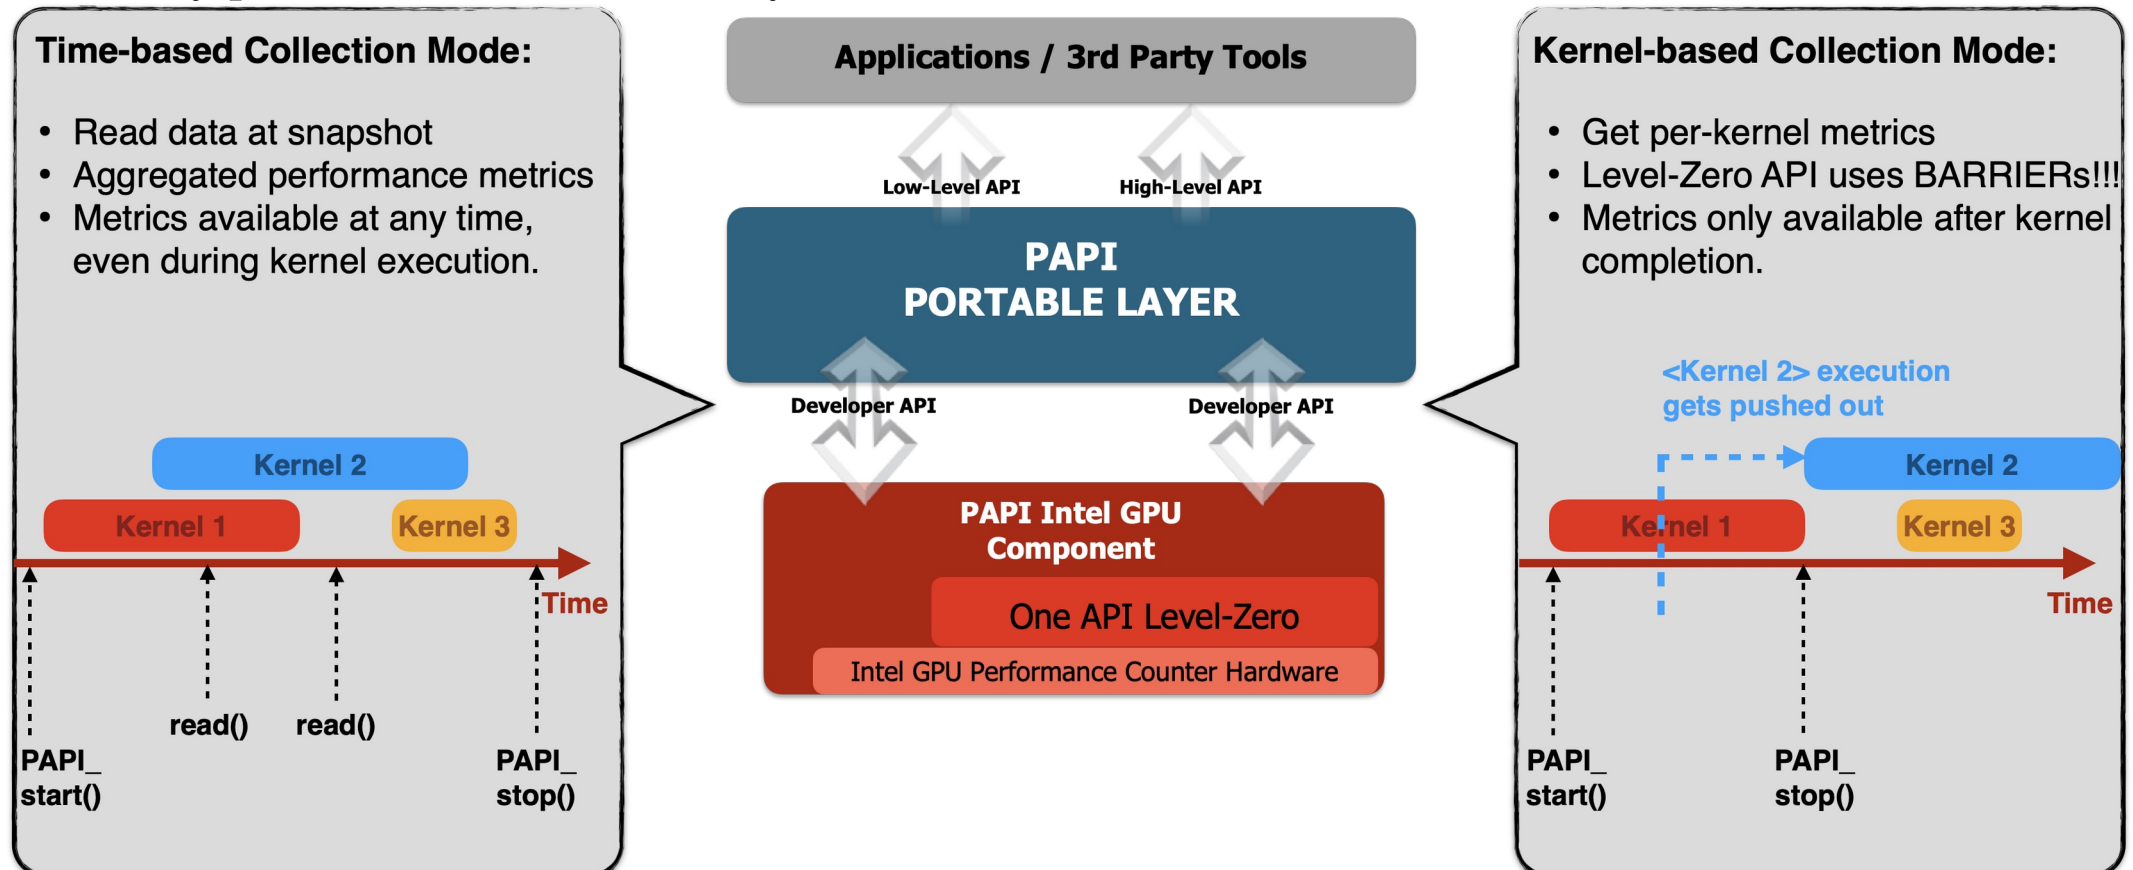 Time-based Collection Mode:
• Read data at snapshot
• Aggregated performance metrics
• Metrics available at any time,
even during kernel execution.
Kernel 2
Kernel 1
Kernel 3
Time
read()
read()
PAPI_
start()
PAPI_
stop()
Applications / 3rd Party Tools
Low-Level API
High-Level API
PAPI
PORTABLE LAYER
Developer API
Developer API
PAPI Intel GPU
Component
One API Level-Zero
Intel GPU Performance Counter Hardware
Kernel-based Collection Mode:
• Get per-kernel metrics
• Level-Zero API uses BARRIERs!!!
• Metrics only available after kernel
completion.
<Kernel 2> execution
gets pushed out
Kernel 2
Kernel 1
Kernel 3
Time
PAPI_
start()
PAPI_
stop()